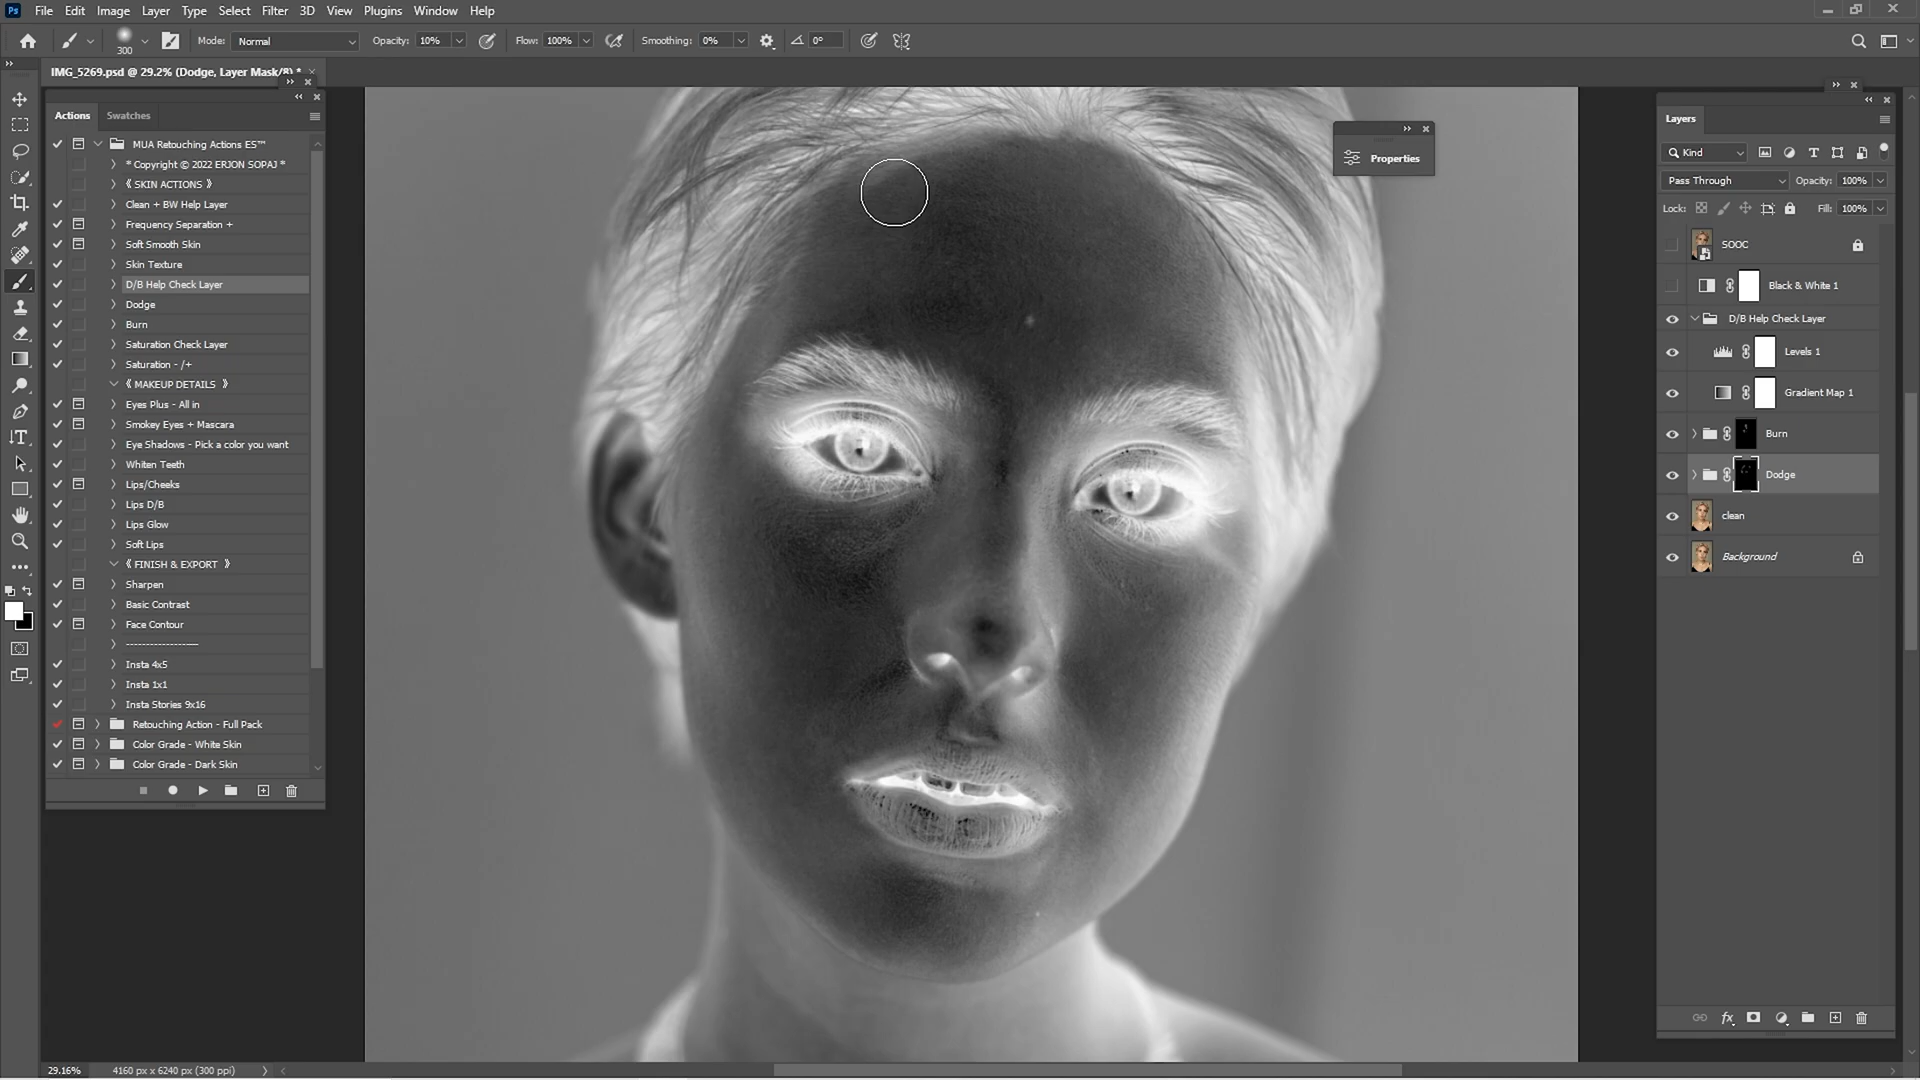 Ps File Edit Image Layer Type Select Filter 3D View Plugins Window Help
300 Mode: Normal Opacity: 10% Flow: 100% Smoothing: 0% 0°
IMG_5269.psd @ 29.2% (Dodge, Layer Mask/8) *
Actions Swatches
MUA Retouching Actions ES™
* Copyright © 2022 ERJON SOPAJ *
《 SKIN ACTIONS 》
Clean + BW Help Layer
Frequency Separation +
Soft Smooth Skin
Skin Texture
D/B Help Check Layer
Dodge
Burn
Saturation Check Layer
Saturation - /+
《 MAKEUP DETAILS 》
Eyes Plus - All in
Smokey Eyes + Mascara
Eye Shadows - Pick a color you want
Whiten Teeth
Lips/Cheeks
Lips D/B
Lips Glow
Soft Lips
《 FINISH & EXPORT 》
Sharpen
Basic Contrast
Face Contour
-------------------
Insta 4x5
Insta 1x1
Insta Stories 9x16
Retouching Action - Full Pack
Color Grade - White Skin
Color Grade - Dark Skin
Properties
Layers
Kind
Pass Through Opacity: 100%
Lock: Fill: 100%
SOOC
Black & White 1
D/B Help Check Layer
Levels 1
Gradient Map 1
Burn
Dodge
clean
Background
fx
29.16% 4160 px x 6240 px (300 ppi)